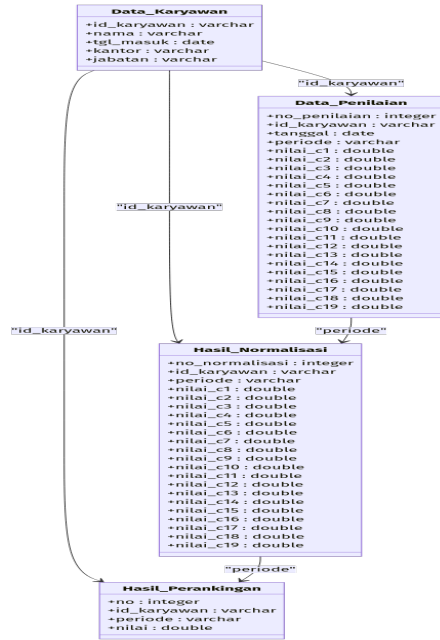 Data_Karyawan
+id_karyawan : varchar
+nama : varchar
+tgl_masuk : date
+kantor : varchar
+jabatan : varchar
"id_karyawan"
Data_Penilaian
+no_penilaian : integer
+id_karyawan : varchar
+tanggal : date
+periode : varchar
+nilai_c1 : double
+nilai_c2 : double
+nilai_c3 : double
+nilai_c4 : double
+nilai_c5 : double
+nilai_c6 : double
+nilai_c7 : double
+nilai_c8 : double
+nilai_c9 : double
+nilai_c10 : double
+nilai_c11 : double
+nilai_c12 : double
+nilai_c13 : double
+nilai_c14 : double
+nilai_c15 : double
+nilai_c16 : double
+nilai_c17 : double
+nilai_c18 : double
+nilai_c19 : double
"id_karyawan"
"id_karyawan"
"periode"
Hasil_Normalisasi
+no_normalisasi : integer
+id_karyawan : varchar
+periode : varchar
+nilai_c1 : double
+nilai_c2 : double
+nilai_c3 : double
+nilai_c4 : double
+nilai_c5 : double
+nilai_c6 : double
+nilai_c7 : double
+nilai_c8 : double
+nilai_c9 : double
+nilai_c10 : double
+nilai_c11 : double
+nilai_c12 : double
+nilai_c13 : double
+nilai_c14 : double
+nilai_c15 : double
+nilai_c16 : double
+nilai_c17 : double
+nilai_c18 : double
+nilai_c19 : double
"periode"
Hasil_Perankingan
+no : integer
+id_karyawan : varchar
+periode : varchar
+nilai : double